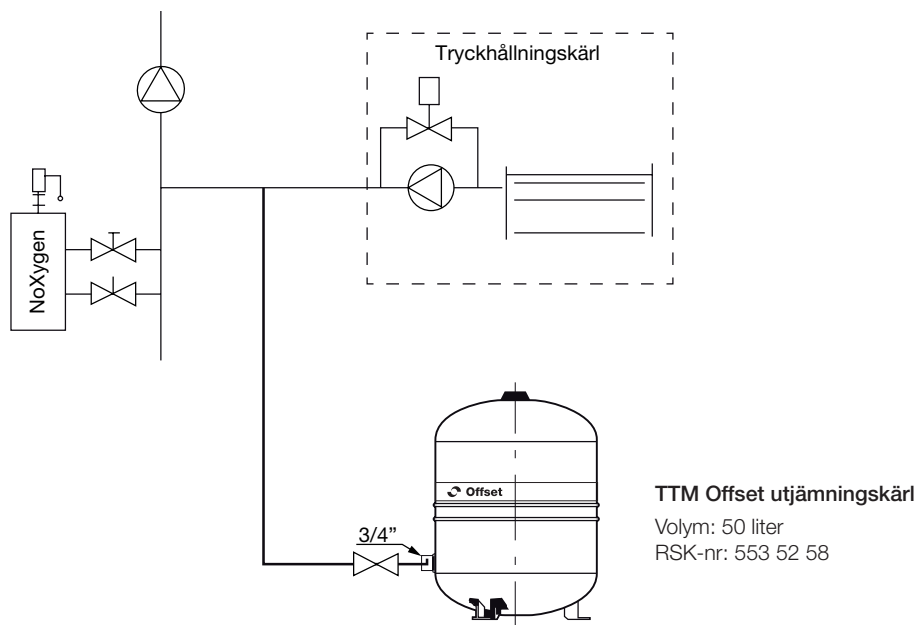 Tryckhållningskärl
NoXygen
Offset
3/4”
TTM Offset utjämningskärl
Volym: 50 liter
RSK-nr: 553 52 58